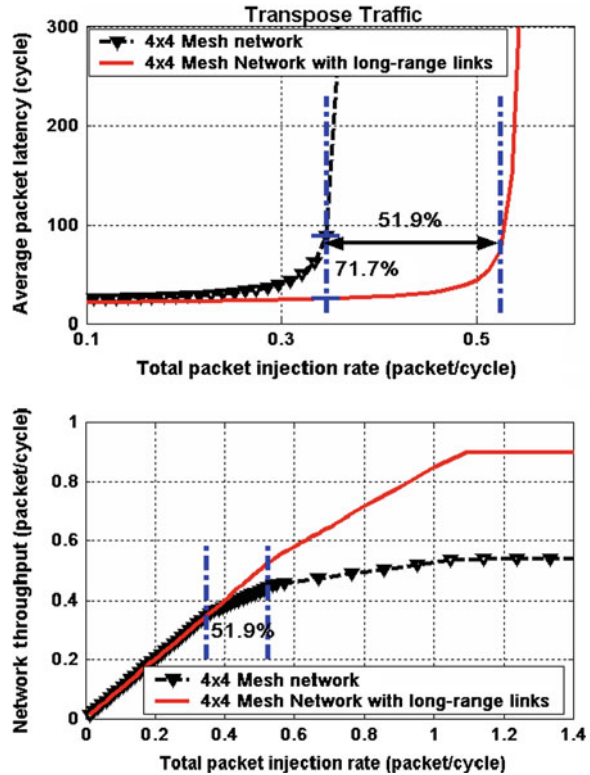 Transpose Traffic
300
4x4 Mesh network
4x4 Mesh Network with long-range links
200
100
0
51.9%
71.7%
0.1
0.3
0.5
Average packet latency (cycle)
Total packet injection rate (packet/cycle)
1
0.8
0.6
0.4
0.2
0
51.9%
4x4 Mesh network
4x4 Mesh Network with long-range links
0
0.2
0.4
0.6
0.8
1
1.2
1.4
Network throughput (packet/cycle)
Total packet injection rate (packet/cycle)